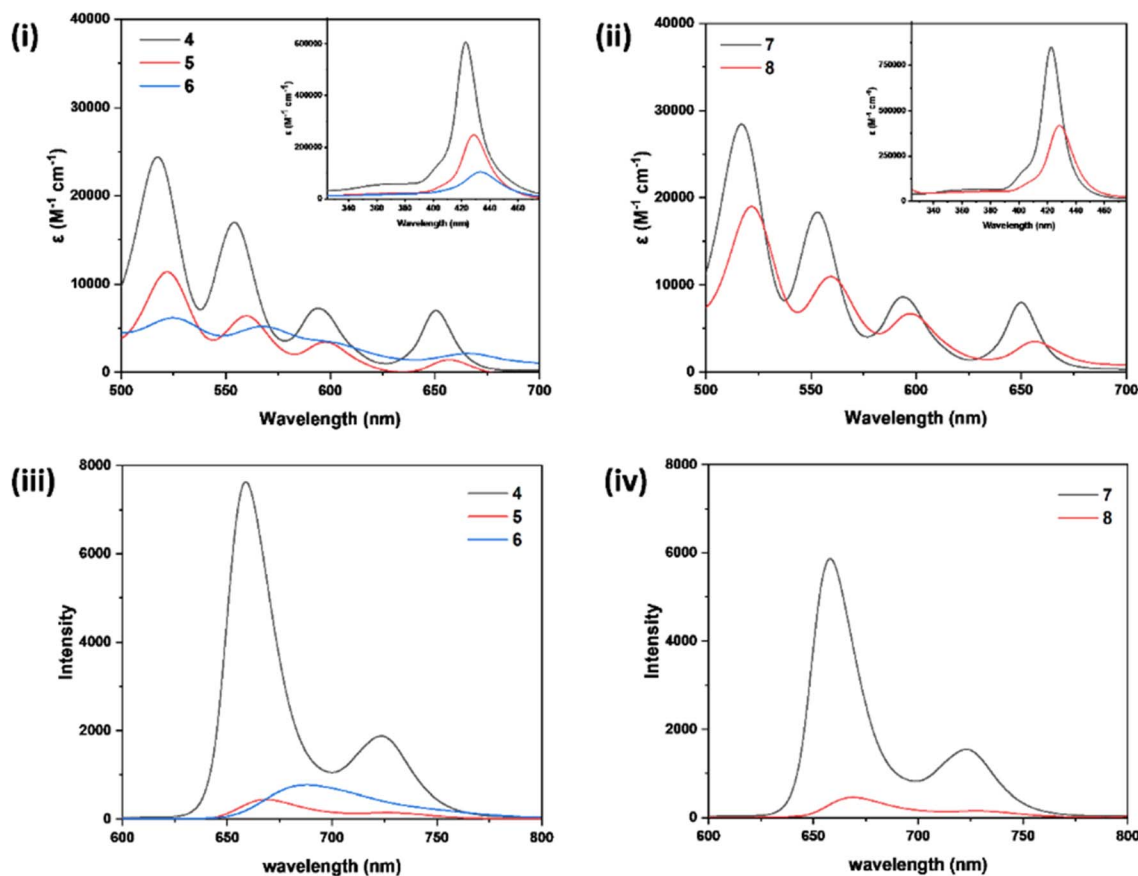 (i)
40000
30000
20000
10000
0
ε (M⁻¹ cm⁻¹)
4
5
6
600000
400000
200000
0
ε (M⁻¹ cm⁻¹)
340 360 380 400 420 440 460
Wavelength (nm)
500 550 600 650 700
Wavelength (nm)
(ii)
40000
30000
20000
10000
0
ε (M⁻¹ cm⁻¹)
7
8
750000
500000
250000
0
ε (M⁻¹ cm⁻¹)
340 360 380 400 420 440 460
Wavelength (nm)
500 550 600 650 700
Wavelength (nm)
(iii)
8000
6000
4000
2000
0
Intensity
4
5
6
600 650 700 750 800
wavelength (nm)
(iv)
8000
6000
4000
2000
0
Intensity
7
8
600 650 700 750 800
wavelength (nm)